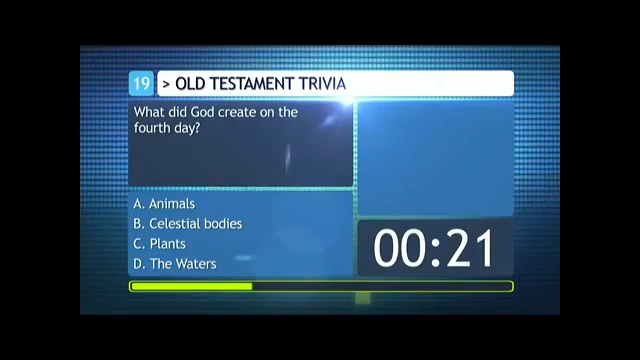 19 > OLD TESTAMENT TRIVIA
What did God create on the
fourth day?
A. Animals
B. Celestial bodies
C. Plants
D. The Waters
00:21